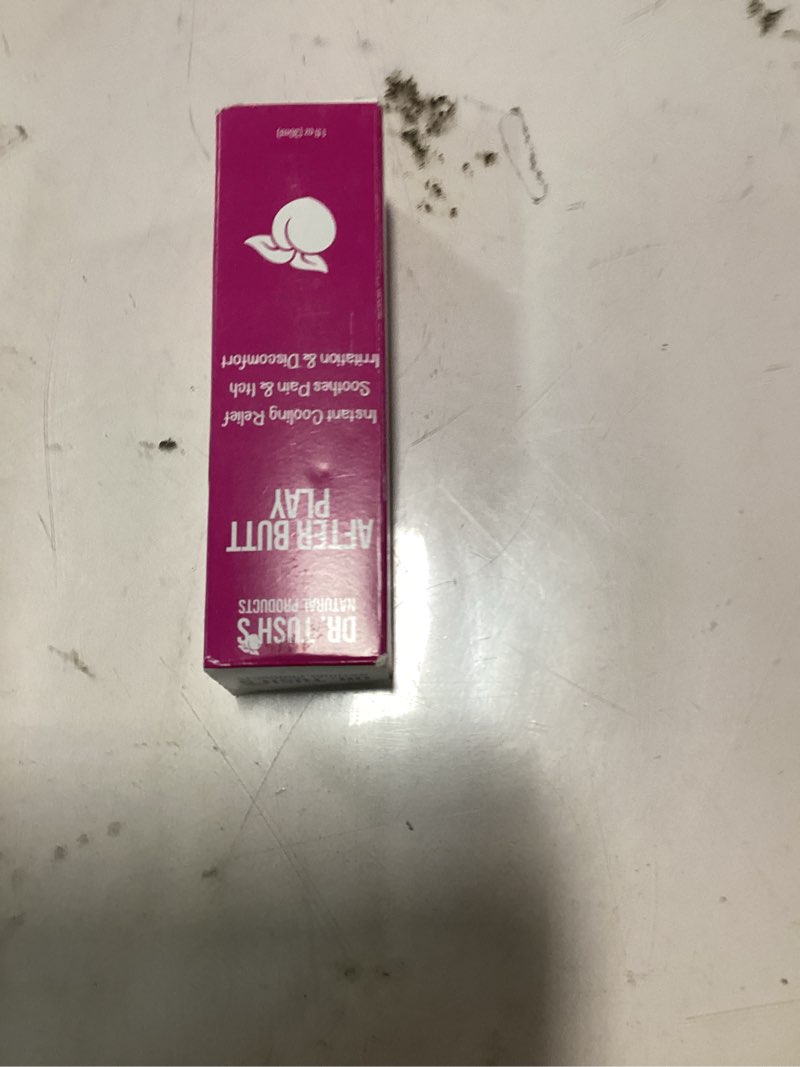 DR. TUSH'S
NATURAL PRODUCTS
AFTER BUTT
PLAY
Instant Cooling Relief
Soothes Pain & Itch
Irritation & Discomfort
1 fl oz (30ml)